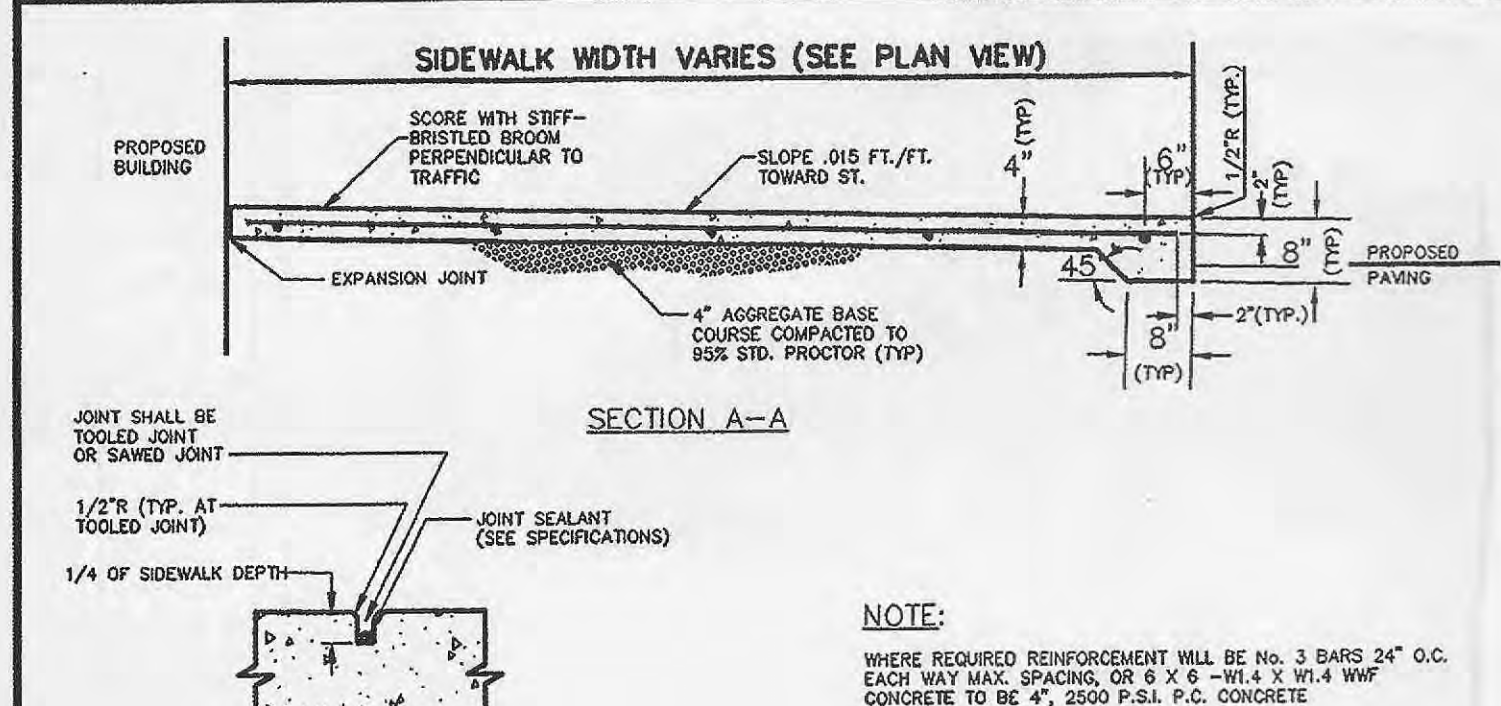 SIDEWALK WIDTH VARIES (SEE PLAN VIEW)
PROPOSED
BUILDING
SCORE WITH STIFF-
BRISTLED BROOM
PERPENDICULAR TO
TRAFFIC
SLOPE .015 FT./FT.
TOWARD ST.
4" (TYP)
6"
(TYP)
1/2"R (TYP.)
2"
(TYP)
8"
(TYP)
PROPOSED
PAVING
EXPANSION JOINT
45
4" AGGREGATE BASE
COURSE COMPACTED TO
95% STD. PROCTOR (TYP)
2"(TYP.)
8"
(TYP)
SECTION A-A
JOINT SHALL BE
TOOLED JOINT
OR SAWED JOINT
1/2"R (TYP. AT
TOOLED JOINT)
JOINT SEALANT
(SEE SPECIFICATIONS)
1/4 OF SIDEWALK DEPTH
NOTE:
WHERE REQUIRED REINFORCEMENT WILL BE No. 3 BARS 24" O.C.
EACH WAY MAX. SPACING, OR 6 X 6 -W1.4 X W1.4 WWF
CONCRETE TO BE 4", 2500 P.S.I. P.C. CONCRETE